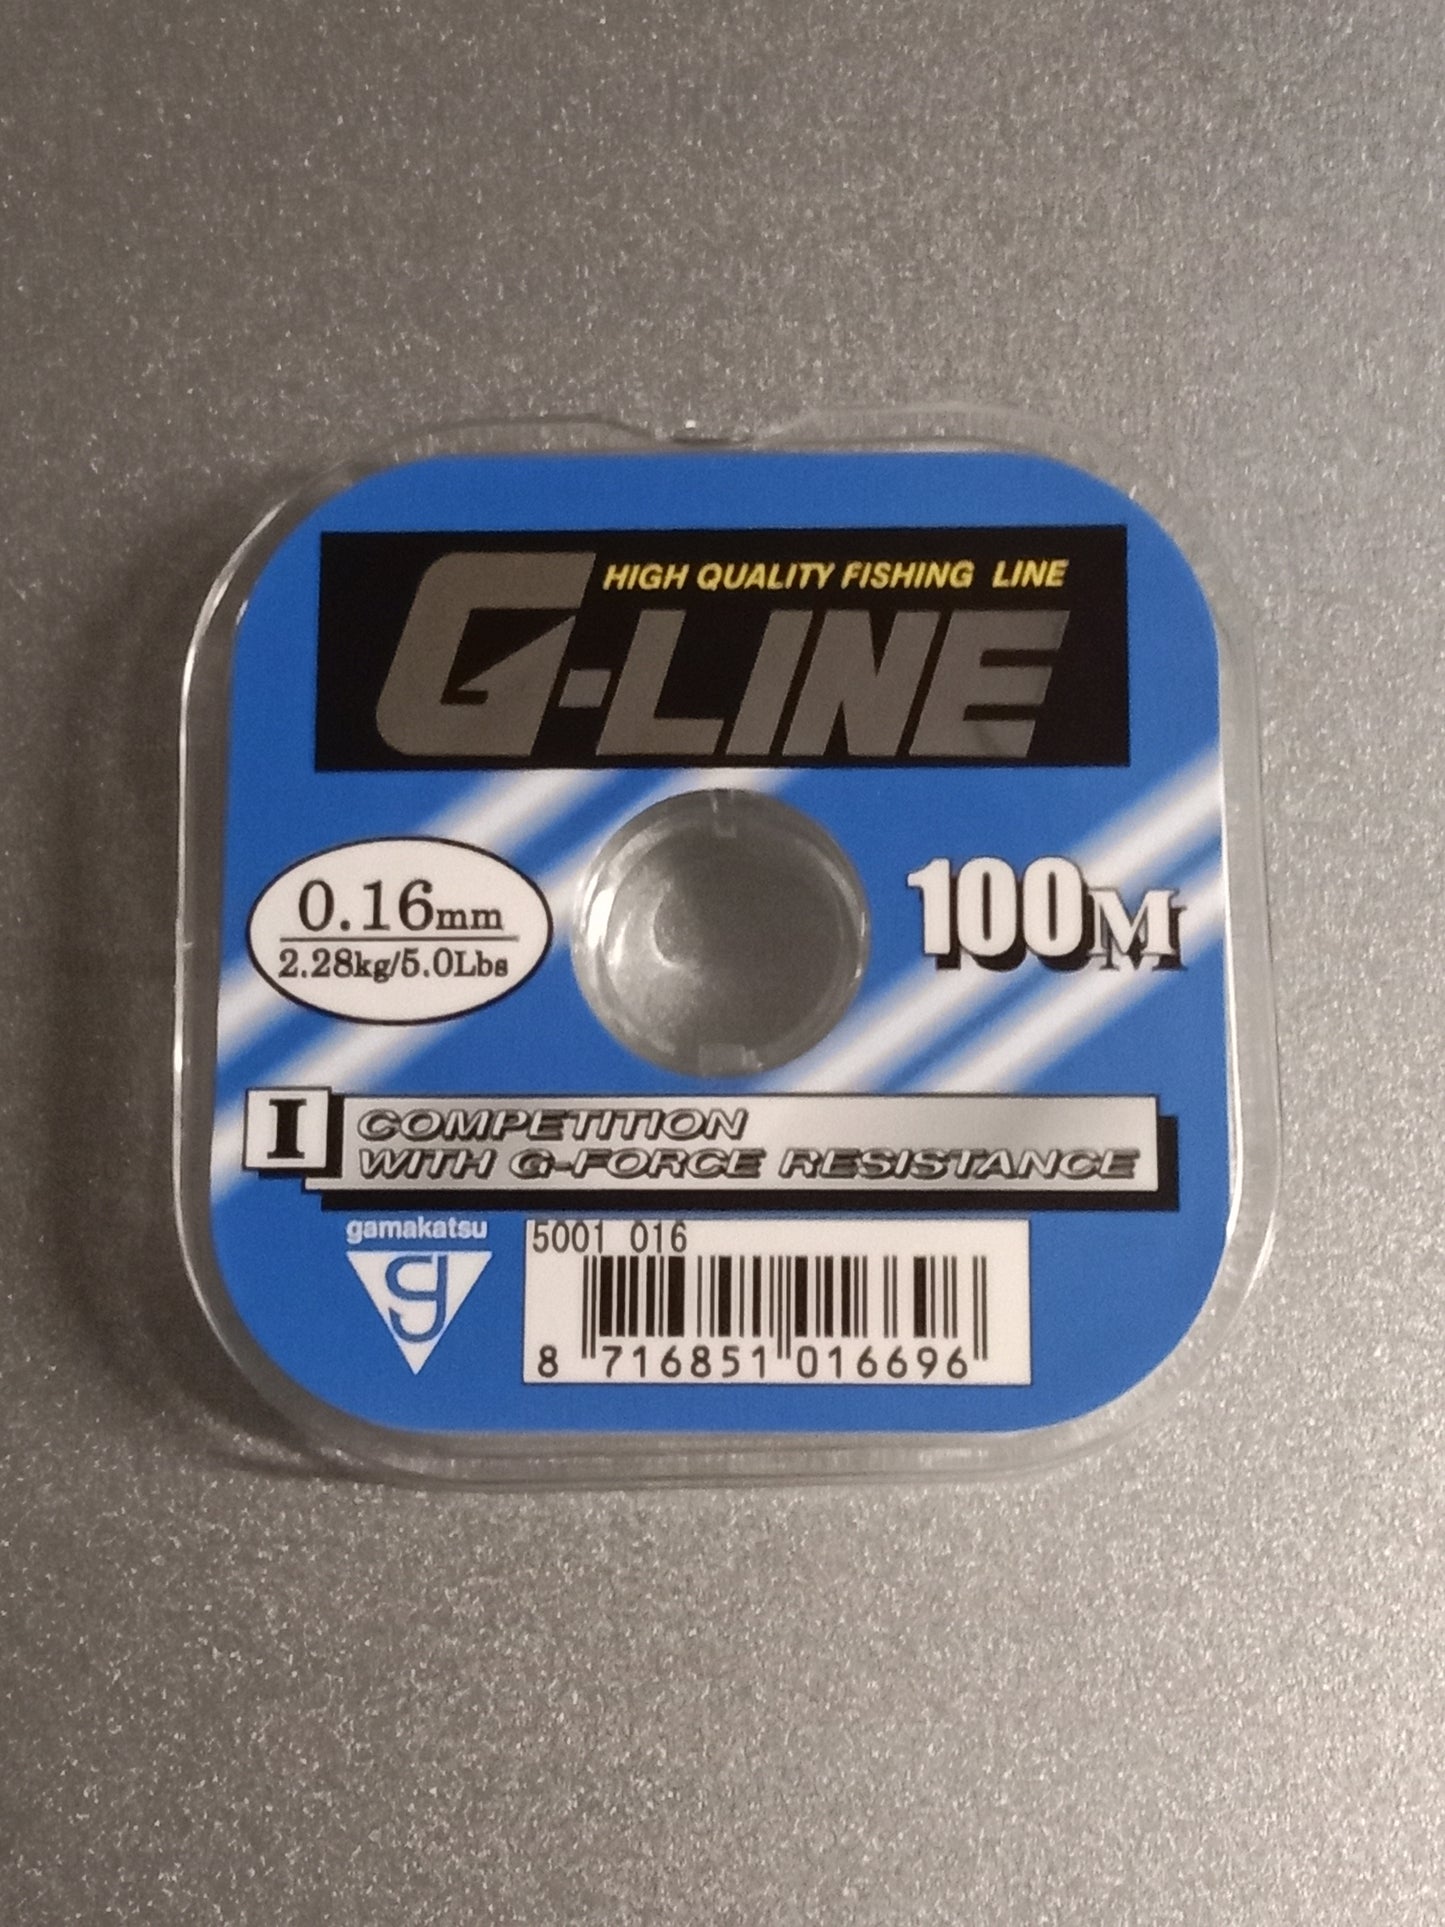 HIGH QUALITY FISHING LINE
G-LINE
0.16mm
2.28kg/5.0Lbs
100M
I
COMPETITION
WITH G-FORCE RESISTANCE
gamakatsu
g
5001 016
8 716851 016696